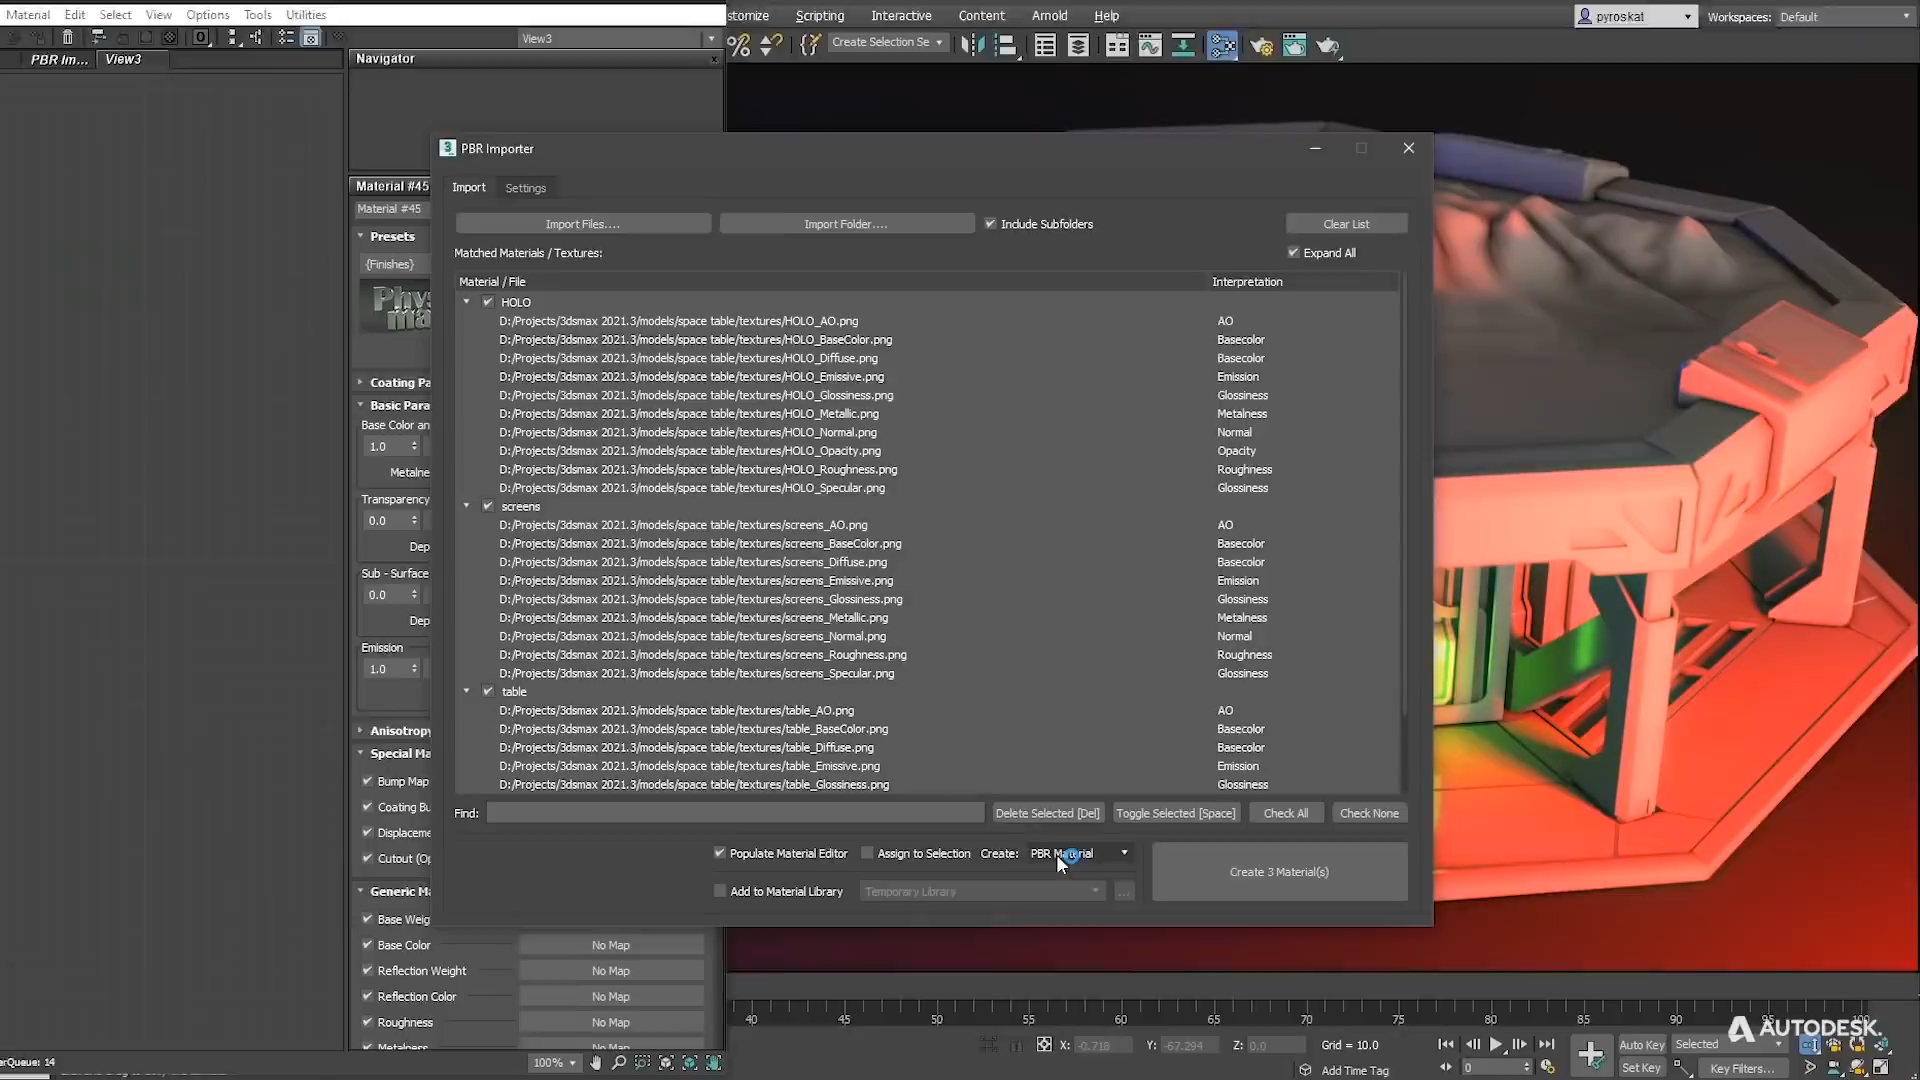 Material Edit Select View Options Tools Utilities
stomize Scripting Interactive Content Arnold Help
pyroskat
Workspaces: Default
View3
Create Selection Se
PBR Im... View3
Navigator
PBR Importer
Import Settings
Material #45
Material #45
Presets
{Finishes}
Coating Pa
Basic Para
Base Color an
1.0
Metalne
Transparency
0.0
Dep
Sub - Surface
0.0
Dep
Emission
1.0
Anisotropy
Special Ma
Bump Map
Coating Bu
Displaceme
Cutout (Op
Generic Ma
Base Weig
Base Color No Map
Reflection Weight No Map
Reflection Color No Map
Roughness No Map
Import Files.... Import Folder.... Include Subfolders Clear List
Matched Materials / Textures: Expand All
Material / File Interpretation
HOLO
D:/Projects/3dsmax 2021.3/models/space table/textures/HOLO_AO.png AO
D:/Projects/3dsmax 2021.3/models/space table/textures/HOLO_BaseColor.png Basecolor
D:/Projects/3dsmax 2021.3/models/space table/textures/HOLO_Diffuse.png Basecolor
D:/Projects/3dsmax 2021.3/models/space table/textures/HOLO_Emissive.png Emission
D:/Projects/3dsmax 2021.3/models/space table/textures/HOLO_Glossiness.png Glossiness
D:/Projects/3dsmax 2021.3/models/space table/textures/HOLO_Metallic.png Metalness
D:/Projects/3dsmax 2021.3/models/space table/textures/HOLO_Normal.png Normal
D:/Projects/3dsmax 2021.3/models/space table/textures/HOLO_Opacity.png Opacity
D:/Projects/3dsmax 2021.3/models/space table/textures/HOLO_Roughness.png Roughness
D:/Projects/3dsmax 2021.3/models/space table/textures/HOLO_Specular.png Glossiness
screens
D:/Projects/3dsmax 2021.3/models/space table/textures/screens_AO.png AO
D:/Projects/3dsmax 2021.3/models/space table/textures/screens_BaseColor.png Basecolor
D:/Projects/3dsmax 2021.3/models/space table/textures/screens_Diffuse.png Basecolor
D:/Projects/3dsmax 2021.3/models/space table/textures/screens_Emissive.png Emission
D:/Projects/3dsmax 2021.3/models/space table/textures/screens_Glossiness.png Glossiness
D:/Projects/3dsmax 2021.3/models/space table/textures/screens_Metallic.png Metalness
D:/Projects/3dsmax 2021.3/models/space table/textures/screens_Normal.png Normal
D:/Projects/3dsmax 2021.3/models/space table/textures/screens_Roughness.png Roughness
D:/Projects/3dsmax 2021.3/models/space table/textures/screens_Specular.png Glossiness
table
D:/Projects/3dsmax 2021.3/models/space table/textures/table_AO.png AO
D:/Projects/3dsmax 2021.3/models/space table/textures/table_BaseColor.png Basecolor
D:/Projects/3dsmax 2021.3/models/space table/textures/table_Diffuse.png Basecolor
D:/Projects/3dsmax 2021.3/models/space table/textures/table_Emissive.png Emission
D:/Projects/3dsmax 2021.3/models/space table/textures/table_Glossiness.png Glossiness
Find: Delete Selected [Del] Toggle Selected [Space] Check All Check None
Populate Material Editor Assign to Selection Create: PBR Material
Create 3 Material(s)
Add to Material Library Temporary Library ...
40 45 50 55 60 65 70 75 80 85 90 95 100
AUTODESK.
X: -0.718 Y: -67.294 Z: 0.0 Grid = 10.0
Auto Key Selected
erQueue: 14
100%
Add Time Tag
0
Set Key Key Filters...